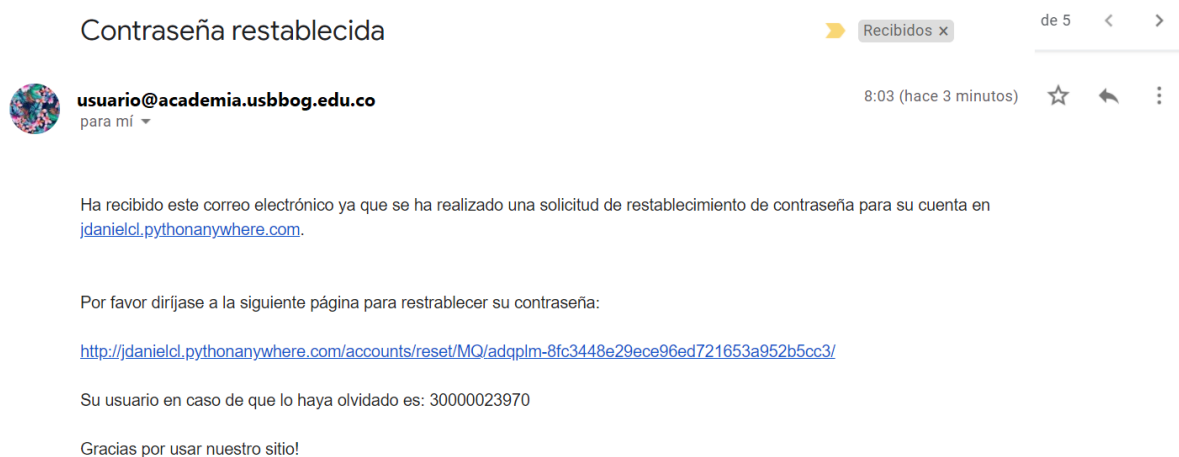 Contraseña restablecida
Recibidos x
de 5
usuario@academia.usbbog.edu.co
8:03 (hace 3 minutos)
para mí
Ha recibido este correo electrónico ya que se ha realizado una solicitud de restablecimiento de contraseña para su cuenta en
jdanielcl.pythonanywhere.com.
Por favor diríjase a la siguiente página para restrablecer su contraseña:
http://jdanielcl.pythonanywhere.com/accounts/reset/MQ/adqplm-8fc3448e29ece96ed721653a952b5cc3/
Su usuario en caso de que lo haya olvidado es: 30000023970
Gracias por usar nuestro sitio!